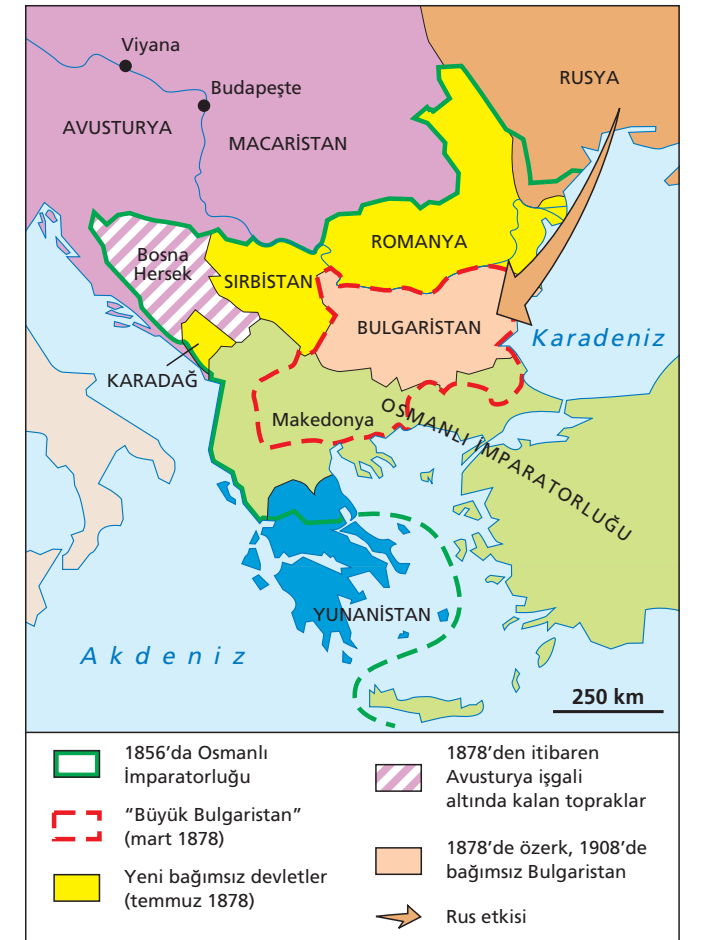 Viyana
Budapeşte
RUSYA
AVUSTURYA
MACARİSTAN
Bosna
Hersek
ROMANYA
SIRBİSTAN
BULGARİSTAN
Karadeniz
KARADAĞ
Makedonya
OSMANLI İMPARATORLUĞU
YUNANİSTAN
Akdeniz
250 km
1856'da Osmanlı
İmparatorluğu
"Büyük Bulgaristan"
(mart 1878)
Yeni bağımsız devletler
(temmuz 1878)
1878'den itibaren
Avusturya işgali
altında kalan topraklar
1878'de özerk, 1908'de
bağımsız Bulgaristan
Rus etkisi